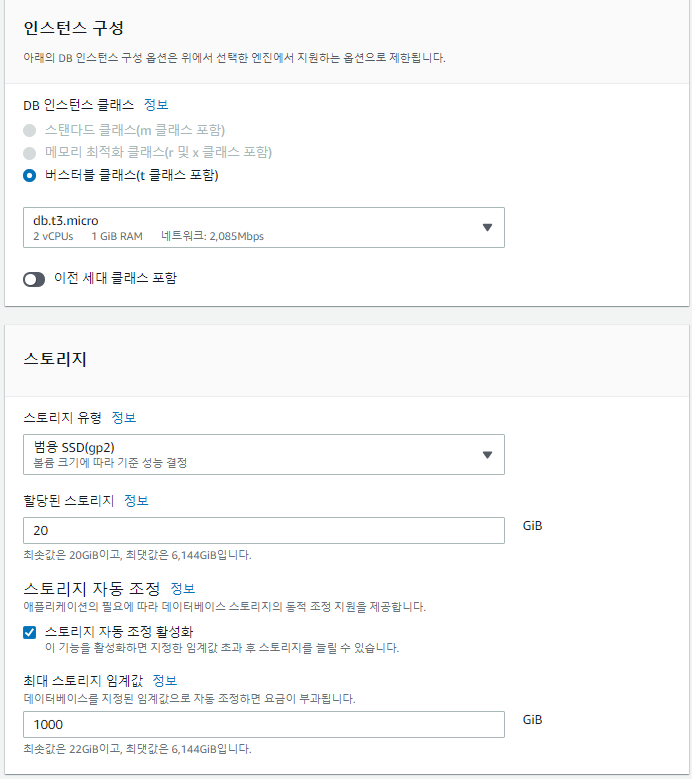 인스턴스 구성
아래의 DB 인스턴스 구성 옵션은 위에서 선택한 엔진에서 지원하는 옵션으로 제한됩니다.
DB 인스턴스 클래스 정보
스탠다드 클래스(m 클래스 포함)
메모리 최적화 클래스(r 및 x 클래스 포함)
버스터블 클래스(t 클래스 포함)
db.t3.micro
2 vCPUs 1 GiB RAM 네트워크: 2,085Mbps
이전 세대 클래스 포함
스토리지
스토리지 유형 정보
범용 SSD(gp2)
볼륨 크기에 따라 기준 성능 결정
할당된 스토리지 정보
20 GiB
최솟값은 20GiB이고, 최댓값은 6,144GiB입니다.
스토리지 자동 조정 정보
애플리케이션의 필요에 따라 데이터베이스 스토리지의 동적 조정 지원을 제공합니다.
스토리지 자동 조정 활성화
이 기능을 활성화하면 지정한 임계값 초과 후 스토리지를 늘릴 수 있습니다.
최대 스토리지 임계값 정보
데이터베이스를 지정된 임계값으로 자동 조정하면 요금이 부과됩니다.
1000 GiB
최솟값은 22GiB이고, 최댓값은 6,144GiB입니다.